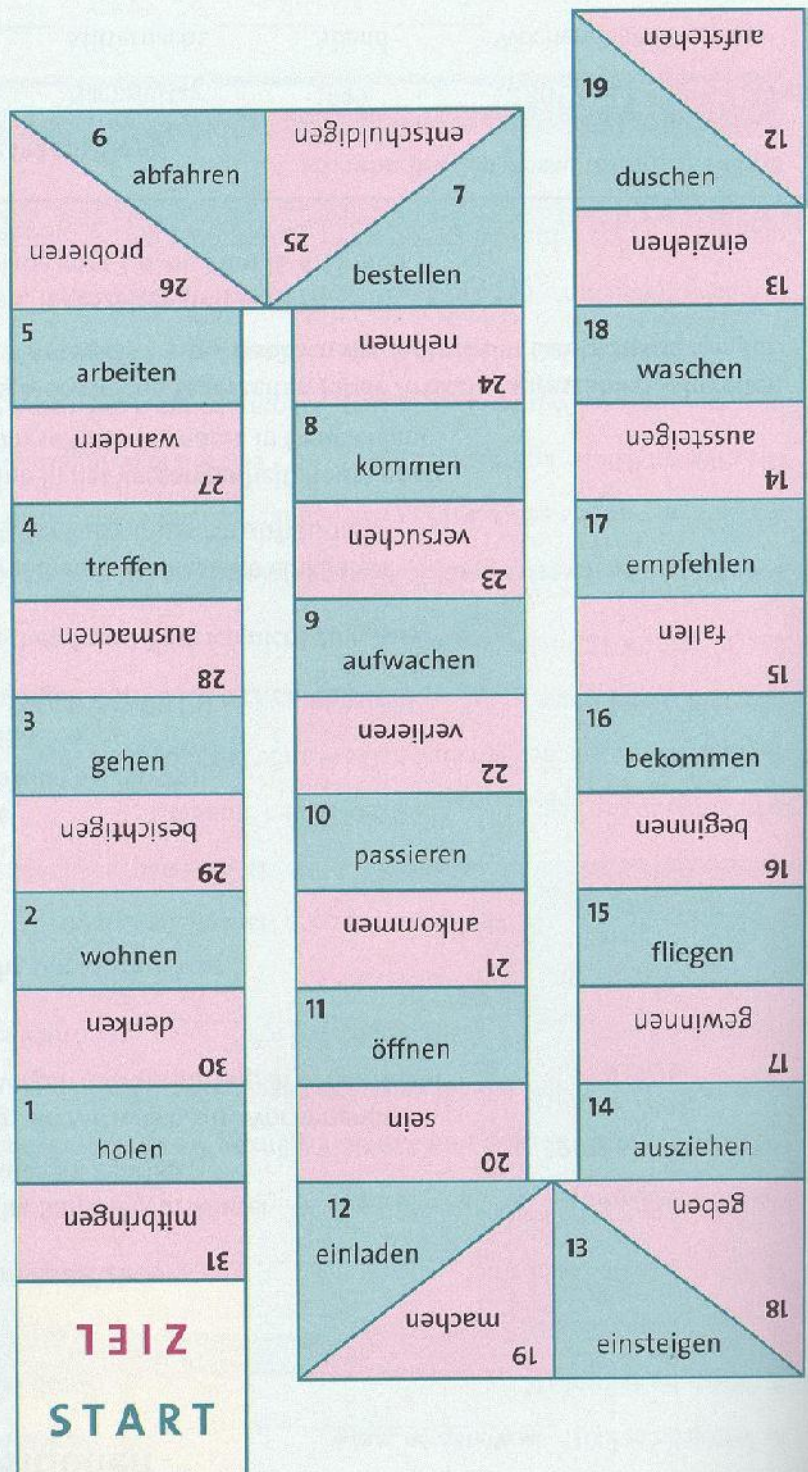 6
abfahren
probieren
26
5
arbeiten
wandern
27
4
treffen
ausmachen
28
3
gehen
besichtigen
29
2
wohnen
denken
30
1
holen
mitbringen
31
ZIEL
START
entschuldigen
25
7
bestellen
nehmen
24
8
kommen
versuchen
23
9
aufwachen
verlieren
22
10
passieren
ankommen
21
11
öffnen
sein
20
12
einladen
machen
19
aufstehen
12
19
duschen
einziehen
13
18
waschen
aussteigen
14
17
empfehlen
fallen
15
16
bekommen
beginnen
16
15
fliegen
gewinnen
17
14
ausziehen
geben
18
13
einsteigen